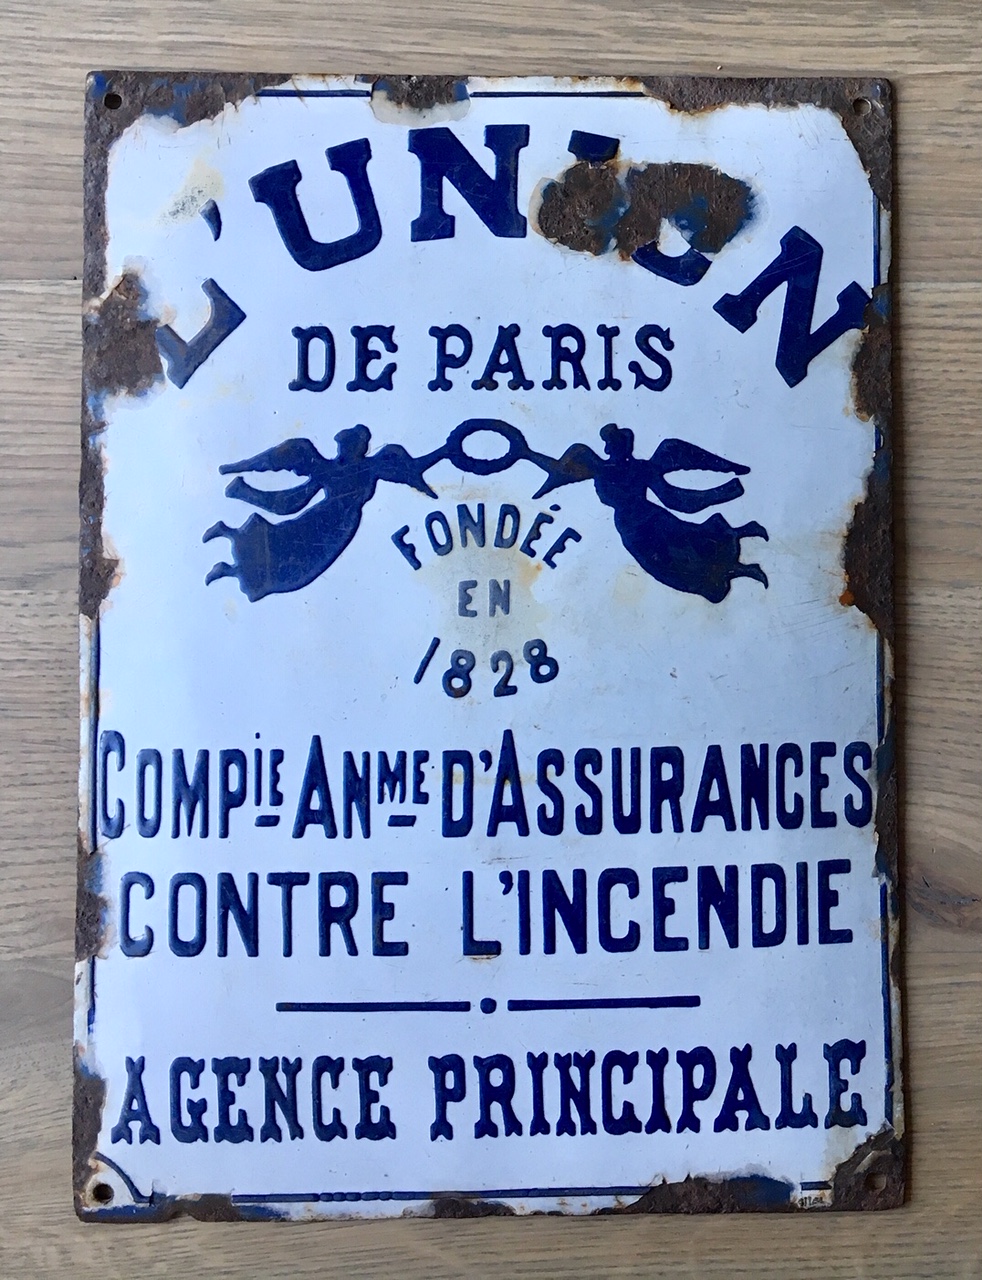 L'UNION
DE PARIS
FONDÉE
EN
1828
COMPIE ANME D'ASSURANCES
CONTRE L'INCENDIE
AGENCE PRINCIPALE